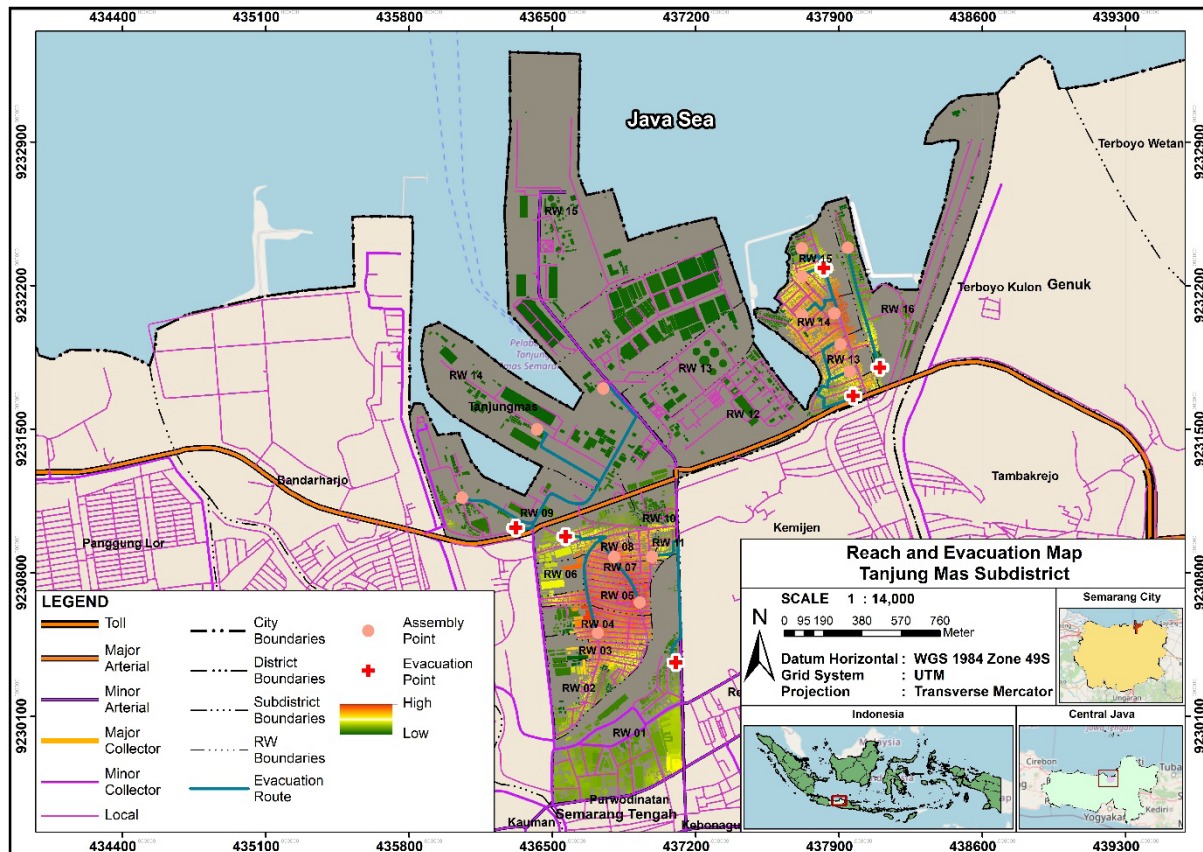 434400 435100 435800 436500 437200 437900 438600 439300
9232900
9232200
9231500
9230800
9230100
9232900
9232200
9231500
9230800
9230100
Java Sea
Terboyo Wetan
Terboyo Kulon
Genuk
RW 15
RW 15
RW 16
RW 14
RW 13
RW 14
Tanjungmas
RW 13
RW 12
Tambakrejo
Bandarharjo
Panggung Lor
RW 09
RW 10
Kemijen
RW 08
RW 11
RW 07
RW 06
RW 05
RW 04
RW 03
RW 02
RW 01
Purwodinatan
Semarang Tengah
Kauman
LEGEND
Toll
Major
Arterial
Minor
Arterial
Major
Collector
Minor
Collector
Local
City
Boundaries
District
Boundaries
Subdistrict
Boundaries
RW
Boundaries
Evacuation
Route
Assembly
Point
Evacuation
Point
High
Low
Reach and Evacuation Map
Tanjung Mas Subdistrict
N
SCALE 1 : 14,000
0 95 190 380 570 760
Meter
Datum Horizontal : WGS 1984 Zone 49S
Grid System : UTM
Projection : Transverse Mercator
Semarang City
Ungaran
Indonesia
Central Java
Cirebon
Kediri